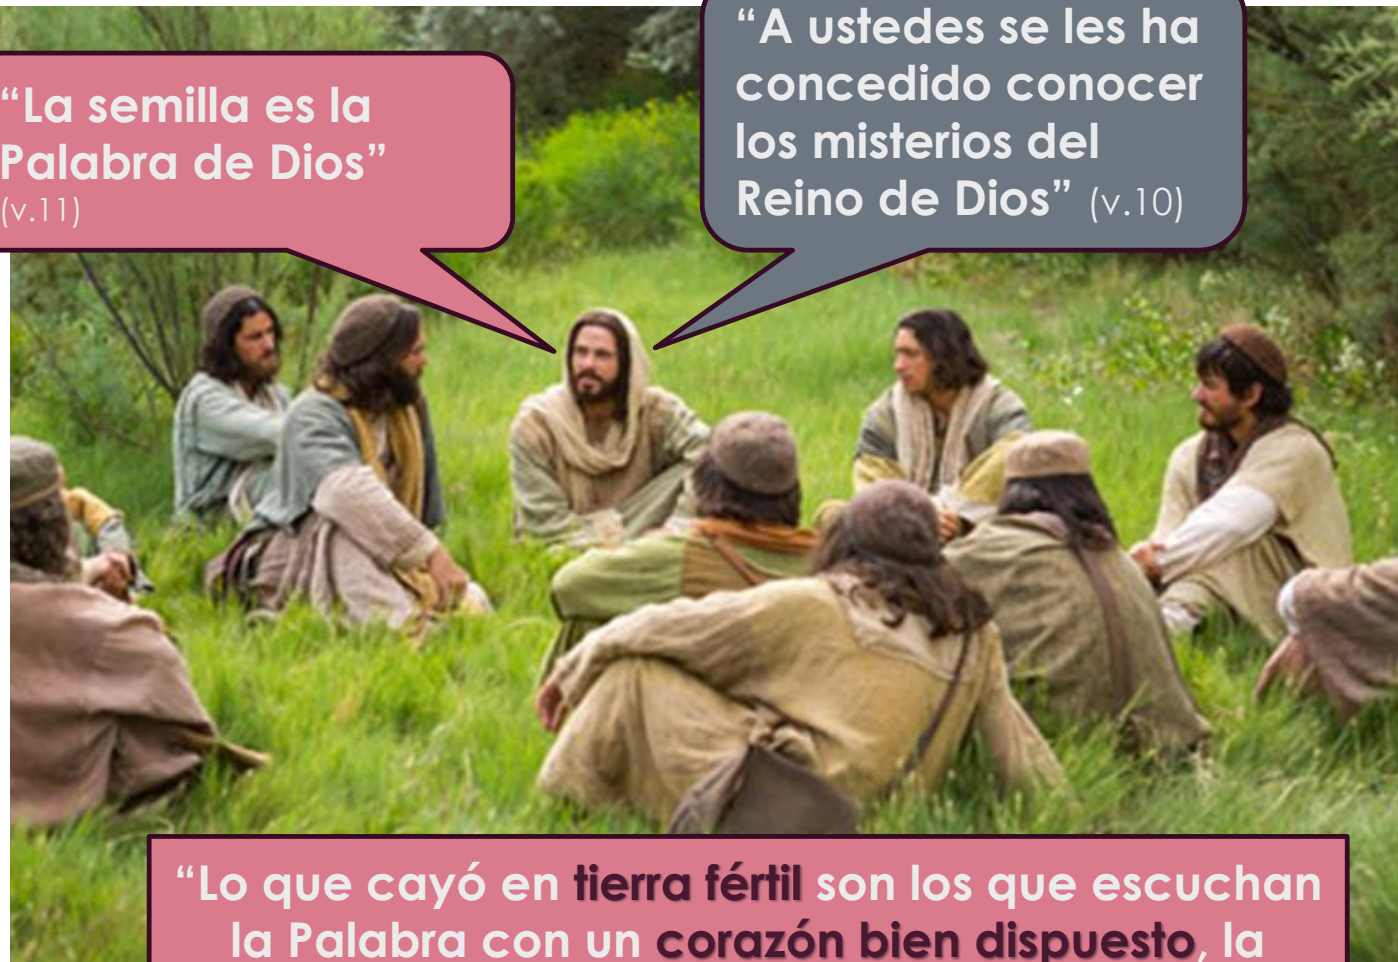 “La semilla es la
Palabra de Dios”
(v.11)
“A ustedes se les ha
concedido conocer
los misterios del
Reino de Dios” (v.10)
“Lo que cayó en tierra fértil son los que escuchan
la Palabra con un corazón bien dispuesto, la